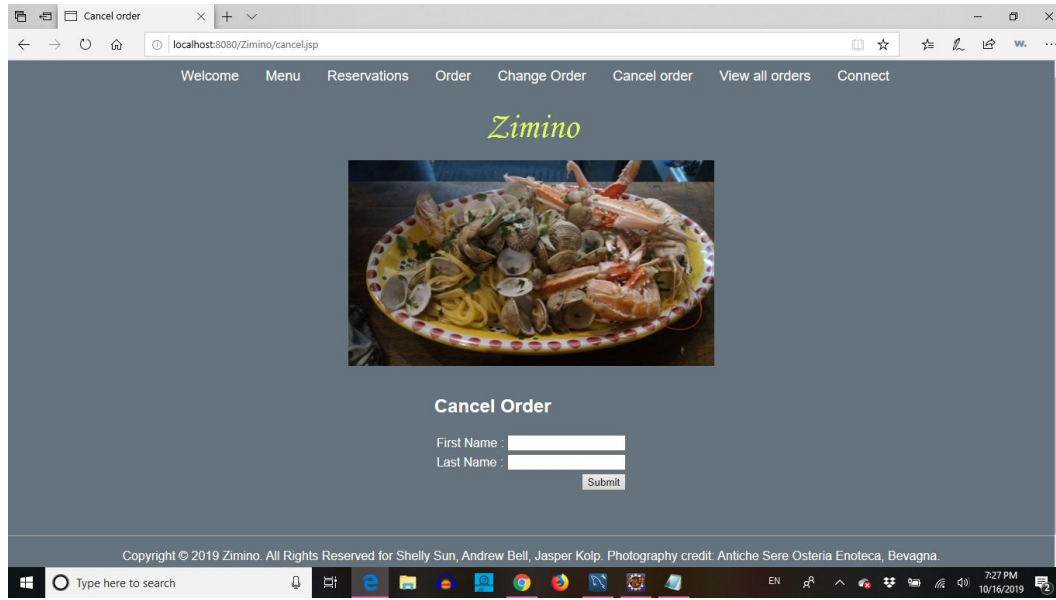 Cancel order
localhost:8080/Zimino/cancel.jsp
W.
Welcome Menu Reservations Order Change Order Cancel order View all orders Connect
Zimino
Cancel Order
First Name :
Last Name :
Submit
Copyright © 2019 Zimino. All Rights Reserved for Shelly Sun, Andrew Bell, Jasper Kolp. Photography credit: Antiche Sere Osteria Enoteca, Bevagna.
Type here to search
EN
7:27 PM
10/16/2019
2